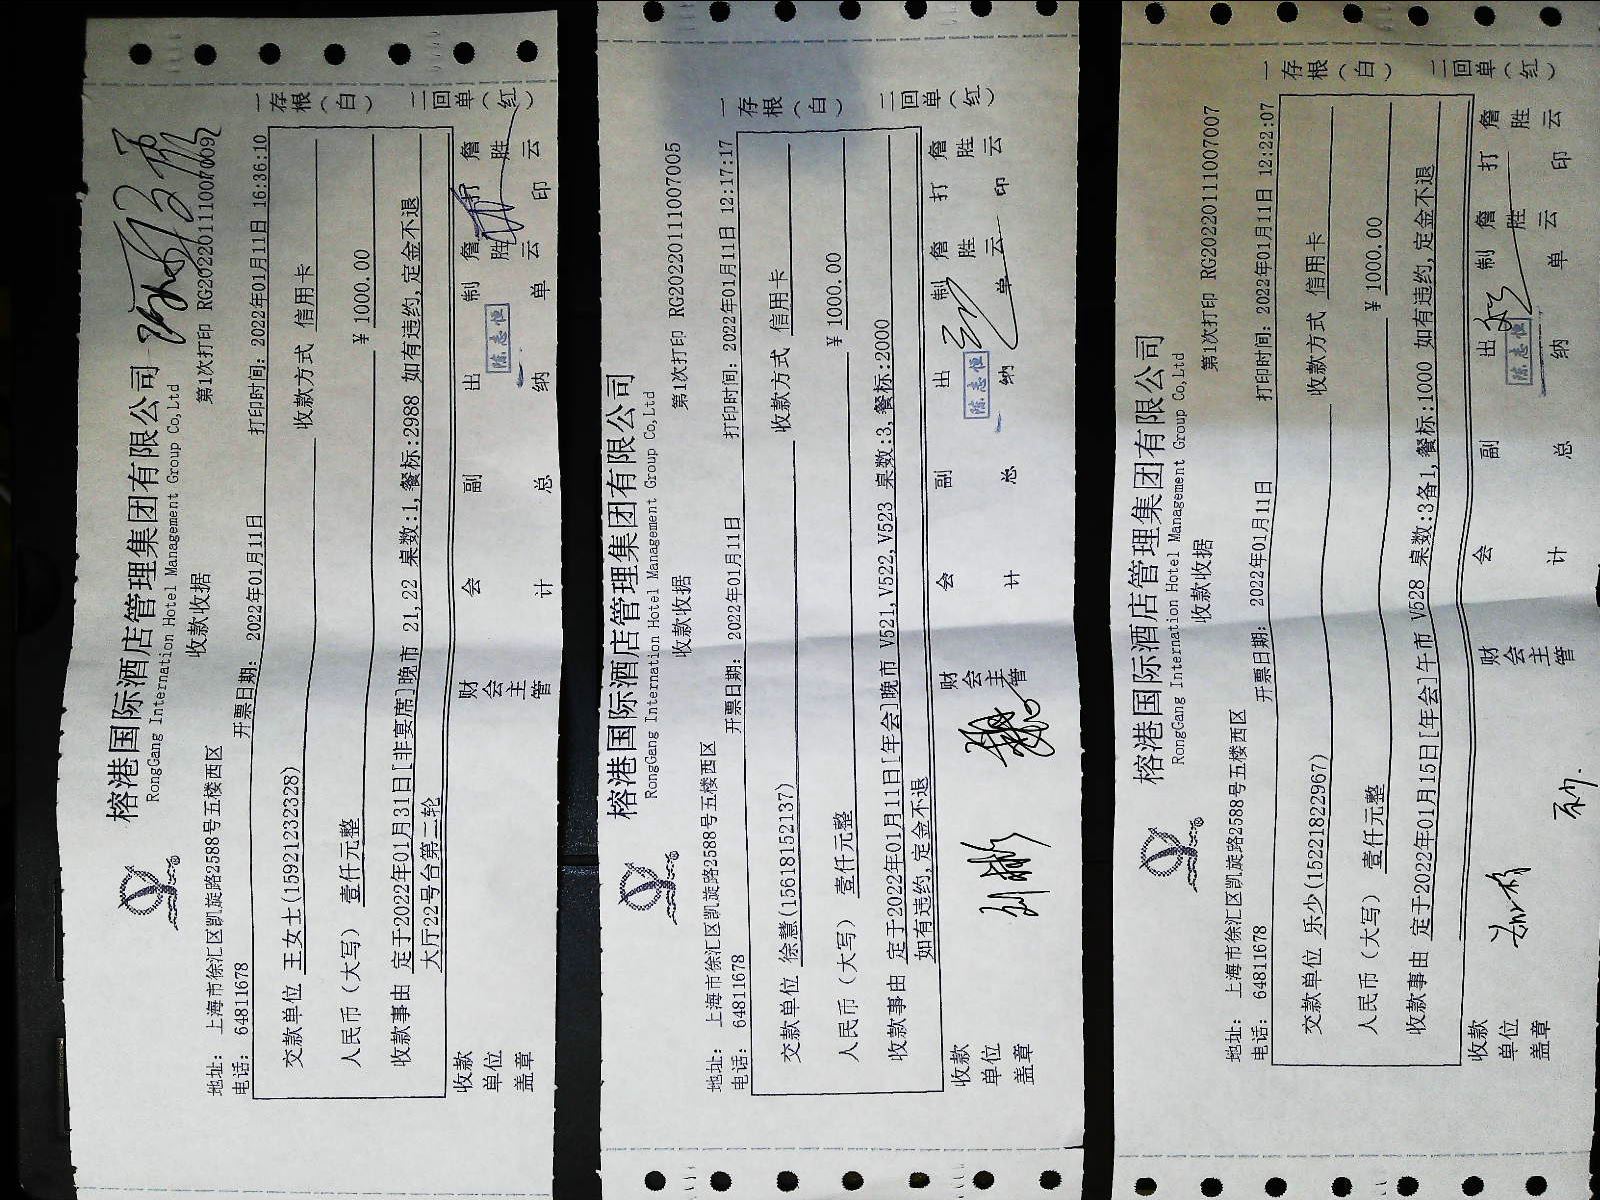 榕港国际酒店管理集团有限公司
RongGang International Hotel Management Group Co,Ltd
收款收据
第1次打印
地址: 上海市徐汇区凯旋路2588号五楼西区
电话: 64811678
开票日期: 2022年01月11日
打印时间: 2022年01月11日 16:36:10
交款单位 王女士(15921232328)
收款方式 信用卡
人民币(大写) 壹仟元整
¥ 1000.00
收款事由 定于2022年01月31日[非宴席]晚市 21,22 桌数:1,餐标:2988 如有违约,定金不退
大厅22号台第二轮
收款单位盖章
财会主管
会计
副总
出纳
陈志恒
制单
詹胜云
打印
詹胜云
一存根(白)
二回单(红)
榕港国际酒店管理集团有限公司
RongGang International Hotel Management Group Co,Ltd
收款收据
第1次打印 RG20220111007005
地址: 上海市徐汇区凯旋路2588号五楼西区
电话: 64811678
开票日期: 2022年01月11日
打印时间: 2022年01月11日 12:17:17
交款单位 徐慧(15618152137)
收款方式 信用卡
人民币(大写) 壹仟元整
¥ 1000.00
收款事由 定于2022年01月11日[年会]晚市 V521,V522,V523 桌数:3,餐标:2000
如有违约,定金不退
收款单位盖章
财会主管
会计
副总
出纳
陈志恒
制单
詹胜云
打印
詹胜云
一存根(白)
二回单(红)
榕港国际酒店管理集团有限公司
RongGang International Hotel Management Group Co,Ltd
收款收据
第1次打印 RG20220111007007
地址: 上海市徐汇区凯旋路2588号五楼西区
电话: 64811678
开票日期: 2022年01月11日
打印时间: 2022年01月11日 12:22:07
交款单位 乐少(15221822967)
收款方式 信用卡
人民币(大写) 壹仟元整
¥ 1000.00
收款事由 定于2022年01月15日[年会]午市 V528 桌数:3备1,餐标:1000 如有违约,定金不退
收款单位盖章
财会主管
会计
副总
出纳
陈志恒
制单
詹胜云
打印
詹胜云
一存根(白)
二回单(红)